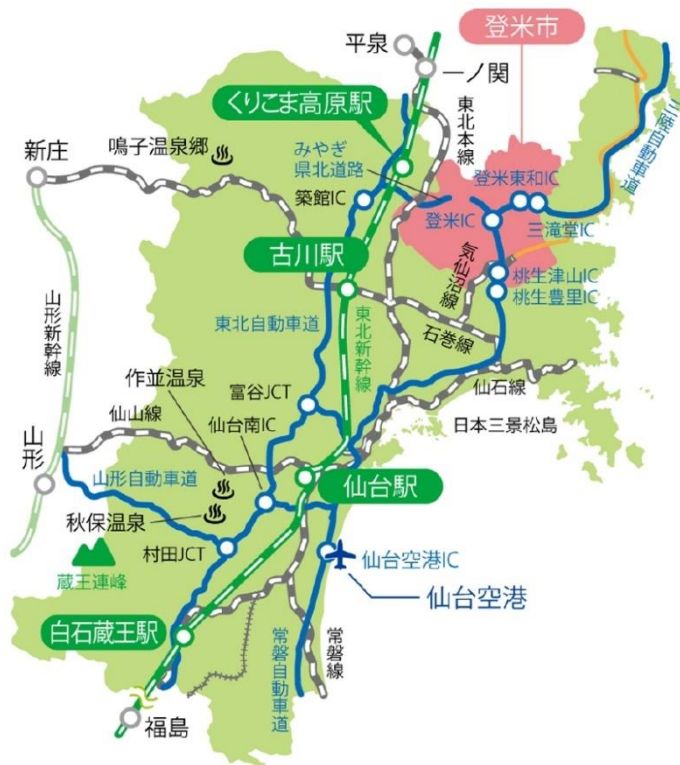 登米市
平泉
一ノ関
くりこま高原駅
東北本線
三陸自動車道
新庄
鳴子温泉郷
みやぎ
県北道路
登米東和IC
築館IC
登米IC
三滝堂IC
古川駅
気仙沼線
桃生津山IC
桃生豊里IC
山形新幹線
東北自動車道
東北新幹線
石巻線
作並温泉
富谷JCT
仙石線
仙山線
仙台南IC
日本三景松島
山形
山形自動車道
仙台駅
秋保温泉
村田JCT
仙台空港IC
蔵王連峰
仙台空港
白石蔵王駅
常磐自動車道
常磐線
福島